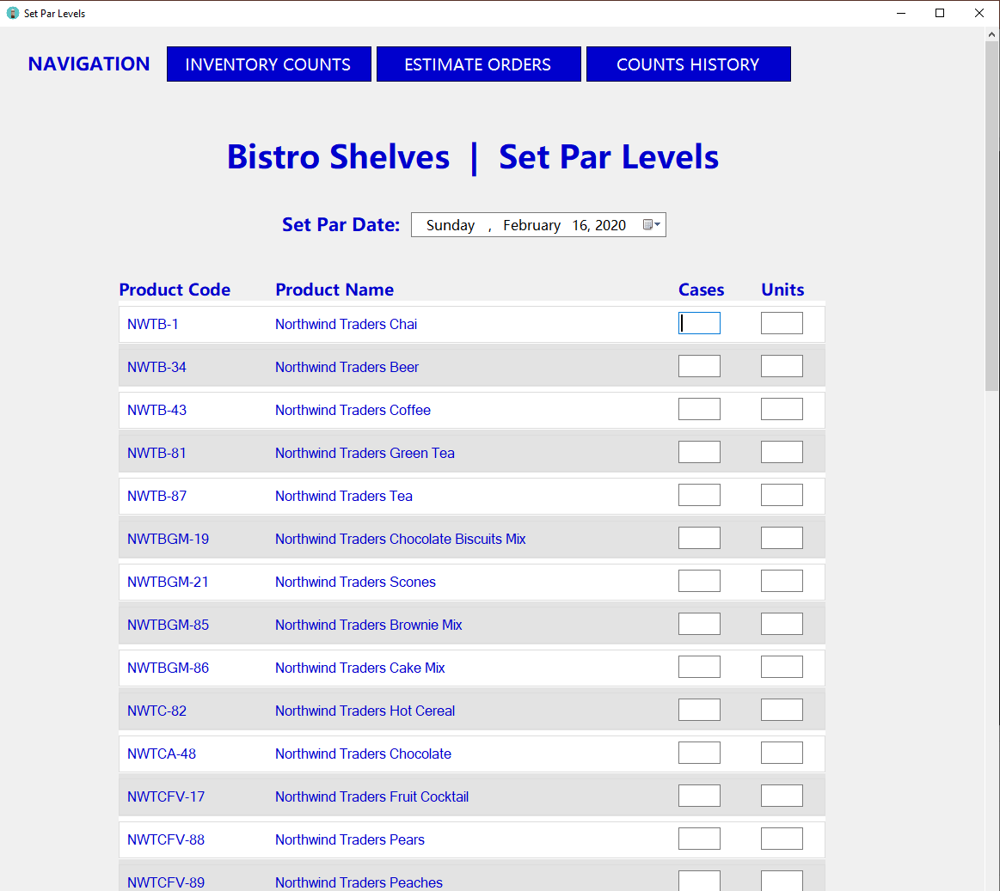 Set Par Levels
NAVIGATION INVENTORY COUNTS ESTIMATE ORDERS COUNTS HISTORY
Bistro Shelves | Set Par Levels
Set Par Date: Sunday , February 16, 2020
Product Code Product Name Cases Units
NWTB-1 Northwind Traders Chai
NWTB-34 Northwind Traders Beer
NWTB-43 Northwind Traders Coffee
NWTB-81 Northwind Traders Green Tea
NWTB-87 Northwind Traders Tea
NWTBGM-19 Northwind Traders Chocolate Biscuits Mix
NWTBGM-21 Northwind Traders Scones
NWTBGM-85 Northwind Traders Brownie Mix
NWTBGM-86 Northwind Traders Cake Mix
NWTC-82 Northwind Traders Hot Cereal
NWTCA-48 Northwind Traders Chocolate
NWTCFV-17 Northwind Traders Fruit Cocktail
NWTCFV-88 Northwind Traders Pears
NWTCFV-89 Northwind Traders Peaches